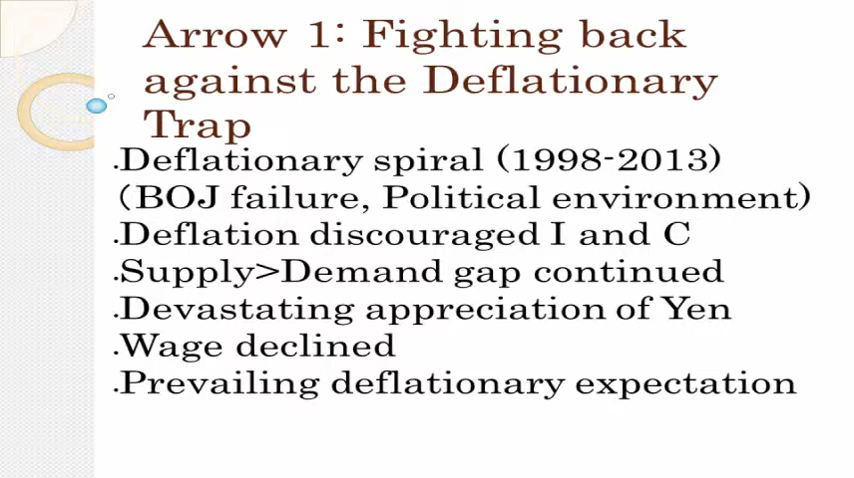 Arrow 1: Fighting back
against the Deflationary
Trap
.Deflationary spiral (1998-2013)
(BOJ failure, Political environment)
.Deflation discouraged I and C
.Supply>Demand gap continued
.Devastating appreciation of Yen
.Wage declined
.Prevailing deflationary expectation